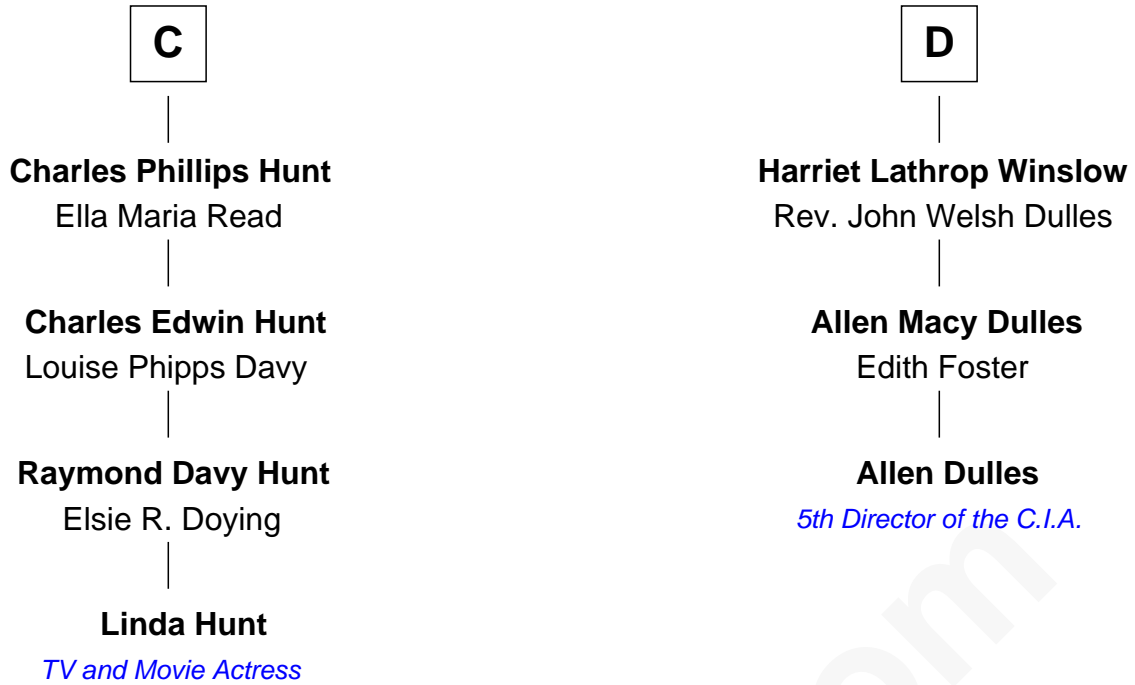 C
Charles Phillips Hunt
Ella Maria Read
Charles Edwin Hunt
Louise Phipps Davy
Raymond Davy Hunt
Elsie R. Doying
Linda Hunt
TV and Movie Actress
D
Harriet Lathrop Winslow
Rev. John Welsh Dulles
Allen Macy Dulles
Edith Foster
Allen Dulles
5th Director of the C.I.A.
om